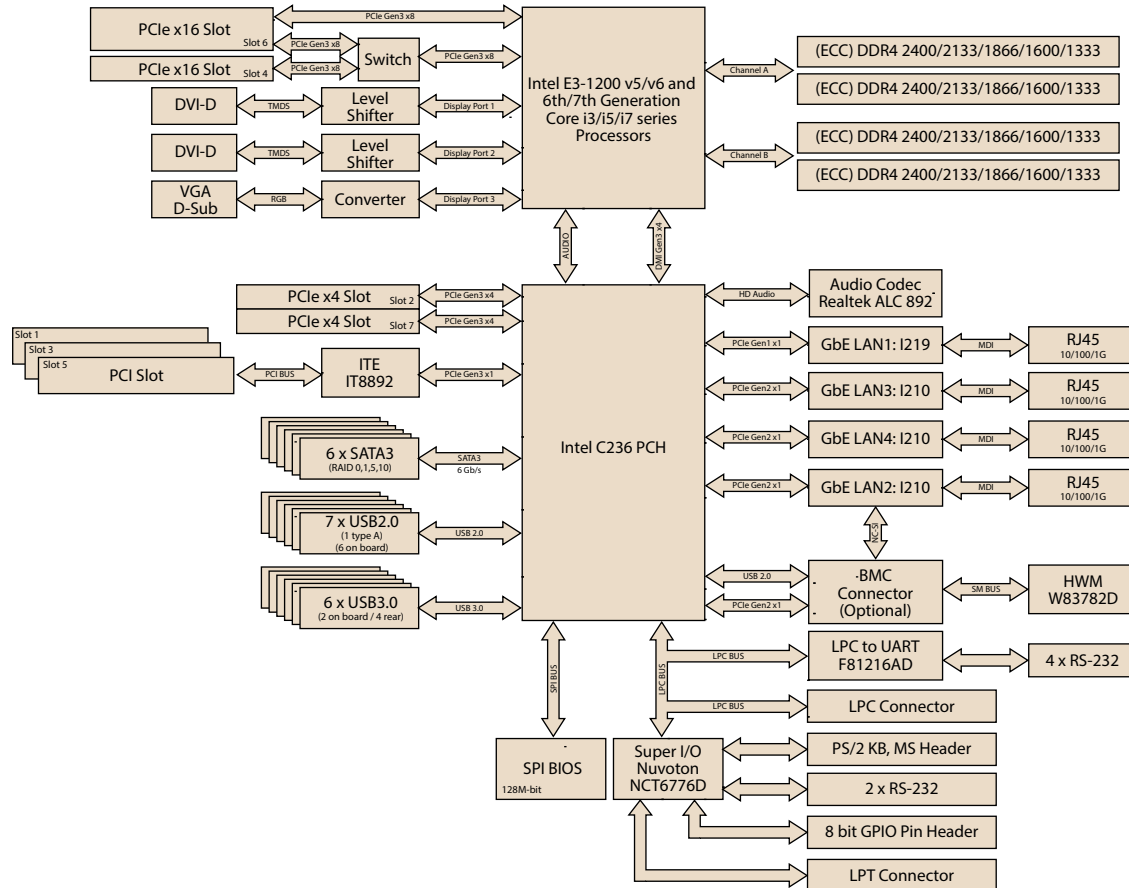 PCIe x16 Slot
Slot 6
PCIe Gen3 x8
PCIe Gen3 x8
PCIe x16 Slot
Slot 4
PCIe Gen3 x8
Switch
PCIe Gen3 x8
DVI-D
TMDS
Level
Shifter
Display Port 1
DVI-D
TMDS
Level
Shifter
Display Port 2
VGA
D-Sub
RGB
Converter
Display Port 3
Intel E3-1200 v5/v6 and
6th/7th Generation
Core i3/i5/i7 series
Processors
Channel A
(ECC) DDR4 2400/2133/1866/1600/1333
(ECC) DDR4 2400/2133/1866/1600/1333
Channel B
(ECC) DDR4 2400/2133/1866/1600/1333
(ECC) DDR4 2400/2133/1866/1600/1333
AUDIO
DMI Gen3 x4
PCIe x4 Slot
Slot 2
PCIe Gen3 x4
PCIe x4 Slot
Slot 7
PCIe Gen3 x4
Slot 1
Slot 3
Slot 5
PCI Slot
PCI BUS
ITE
IT8892
PCIe Gen3 x1
6 x SATA3
(RAID 0,1,5,10)
SATA3
6 Gb/s
7 x USB2.0
(1 type A)
(6 on board)
USB 2.0
6 x USB3.0
(2 on board / 4 rear)
USB 3.0
Intel C236 PCH
HD Audio
Audio Codec
Realtek ALC 892
PCIe Gen1 x1
GbE LAN1: I219
MDI
RJ45
10/100/1G
PCIe Gen2 x1
GbE LAN3: I210
MDI
RJ45
10/100/1G
PCIe Gen2 x1
GbE LAN4: I210
MDI
RJ45
10/100/1G
PCIe Gen2 x1
GbE LAN2: I210
MDI
RJ45
10/100/1G
NC-SI
USB 2.0
PCIe Gen2 x1
BMC
Connector
(Optional)
SM BUS
HWM
W83782D
LPC BUS
LPC to UART
F81216AD
4 x RS-232
SPI BUS
LPC BUS
LPC BUS
LPC Connector
SPI BIOS
128M-bit
Super I/O
Nuvoton
NCT6776D
PS/2 KB, MS Header
2 x RS-232
8 bit GPIO Pin Header
LPT Connector